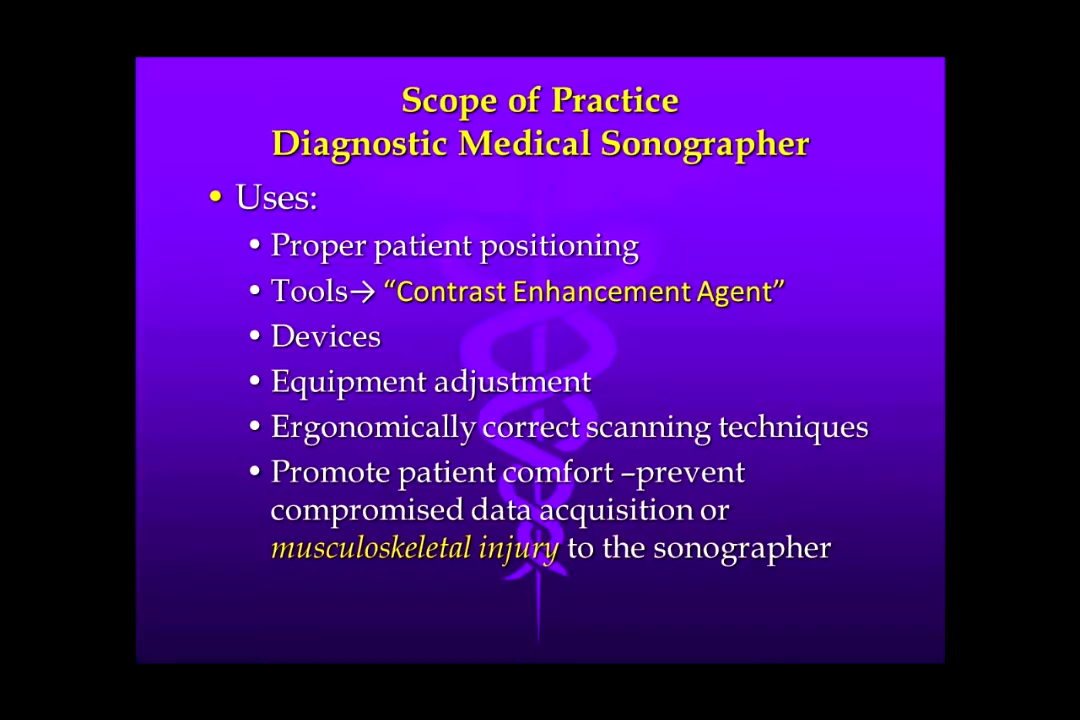 Scope of Practice
Diagnostic Medical Sonographer
• Uses:
• Proper patient positioning
• Tools→ “Contrast Enhancement Agent”
• Devices
• Equipment adjustment
• Ergonomically correct scanning techniques
• Promote patient comfort –prevent
compromised data acquisition or
musculoskeletal injury to the sonographer